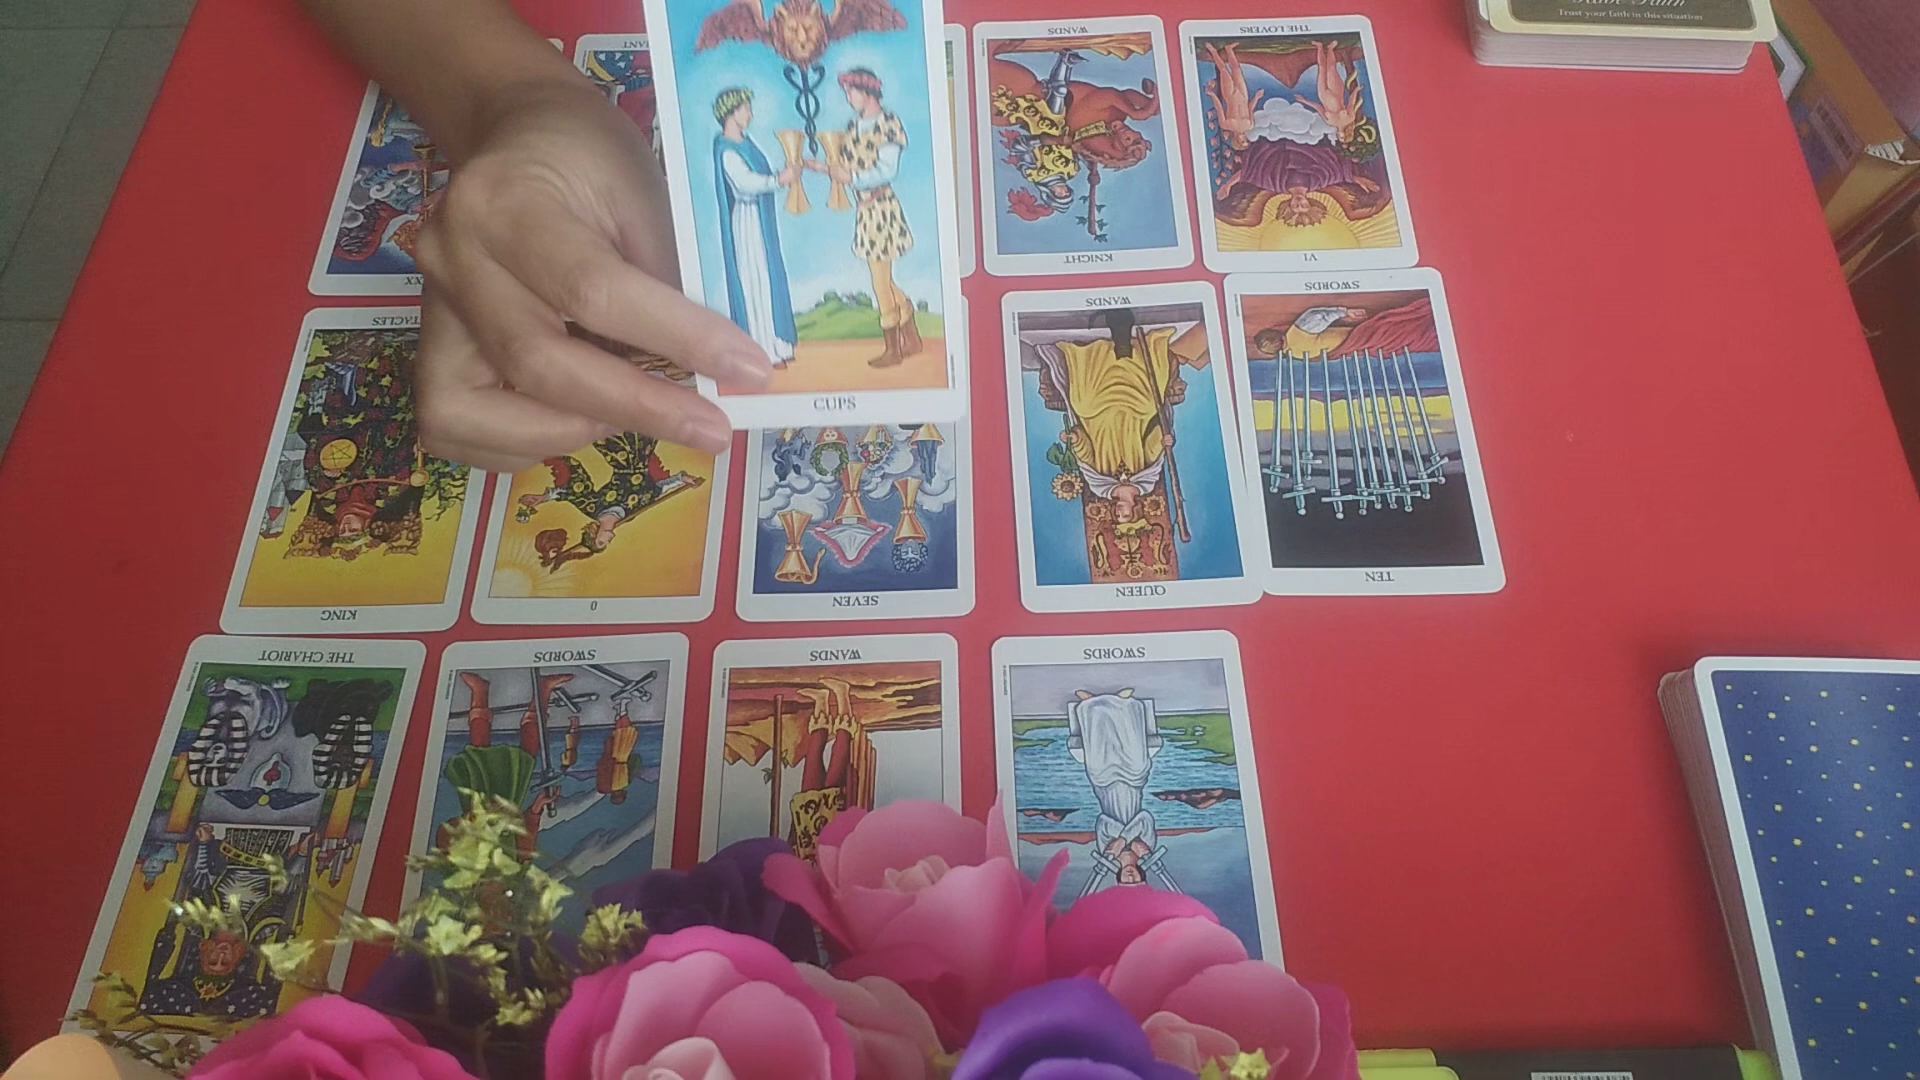 Trust your faith in this situation
WANDS
THE LOVERS
KNIGHT
VI
XX
CUPS
WANDS
SWORDS
KING
0
SEVEN
QUEEN
TEN
THE CHARIOT
SWORDS
WANDS
SWORDS